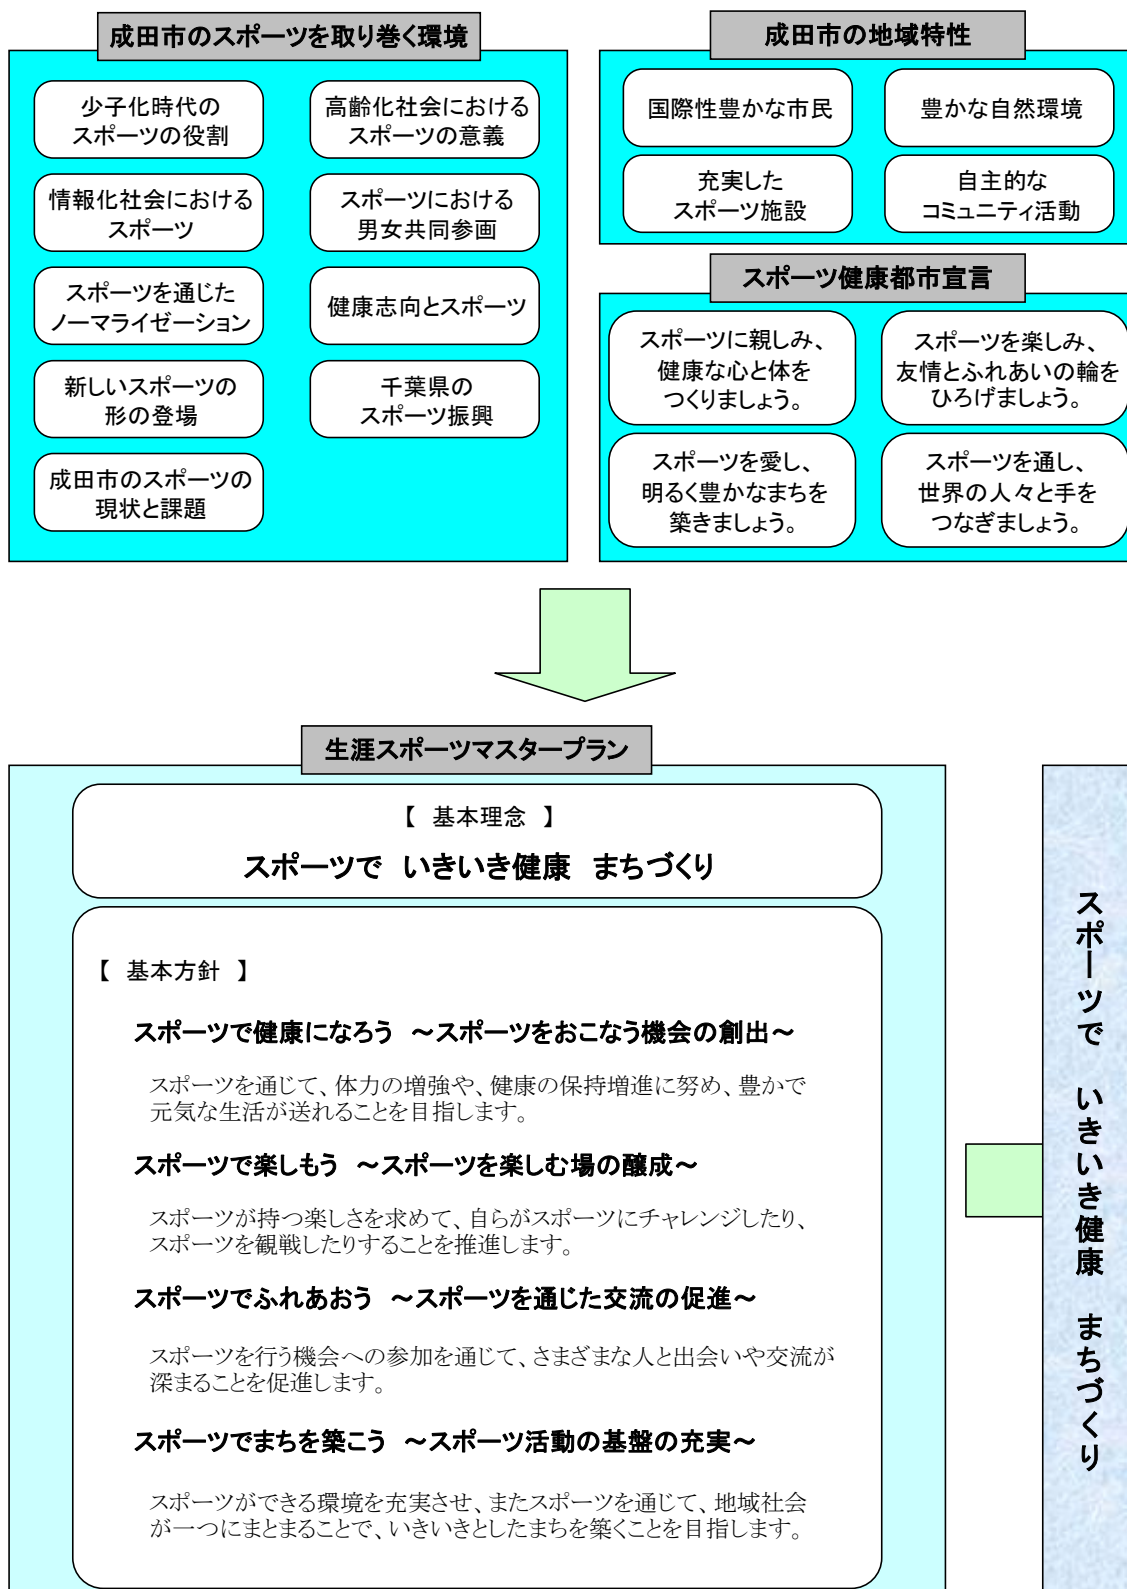 成田市のスポーツを取り巻く環境
少子化時代の
スポーツの役割
高齢化社会における
スポーツの意義
情報化社会における
スポーツ
スポーツにおける
男女共同参画
スポーツを通じた
ノーマライゼーション
健康志向とスポーツ
新しいスポーツの
形の登場
千葉県の
スポーツ振興
成田市のスポーツの
現状と課題
成田市の地域特性
国際性豊かな市民
豊かな自然環境
充実した
スポーツ施設
自主的な
コミュニティ活動
スポーツ健康都市宣言
スポーツに親しみ、
健康な心と体を
つくりましょう。
スポーツを楽しみ、
友情とふれあいの輪を
ひろげましょう。
スポーツを愛し、
明るく豊かなまちを
築きましょう。
スポーツを通し、
世界の人々と手を
つなぎましょう。
生涯スポーツマスタープラン
【 基本理念 】
スポーツで いきいき健康 まちづくり
【 基本方針 】
スポーツで健康になろう ～スポーツをおこなう機会の創出～
スポーツを通じて、体力の増強や、健康の保持増進に努め、豊かで
元気な生活が送れることを目指します。
スポーツで楽しもう ～スポーツを楽しむ場の醸成～
スポーツが持つ楽しさを求めて、自らがスポーツにチャレンジしたり、
スポーツを観戦したりすることを推進します。
スポーツでふれあおう ～スポーツを通じた交流の促進～
スポーツを行う機会への参加を通じて、さまざまな人と出会いや交流が
深まることを促進します。
スポーツでまちを築こう ～スポーツ活動の基盤の充実～
スポーツができる環境を充実させ、またスポーツを通じて、地域社会
が一つにまとまることで、いきいきとしたまちを築くことを目指します。
スポーツで いきいき健康 まちづくり